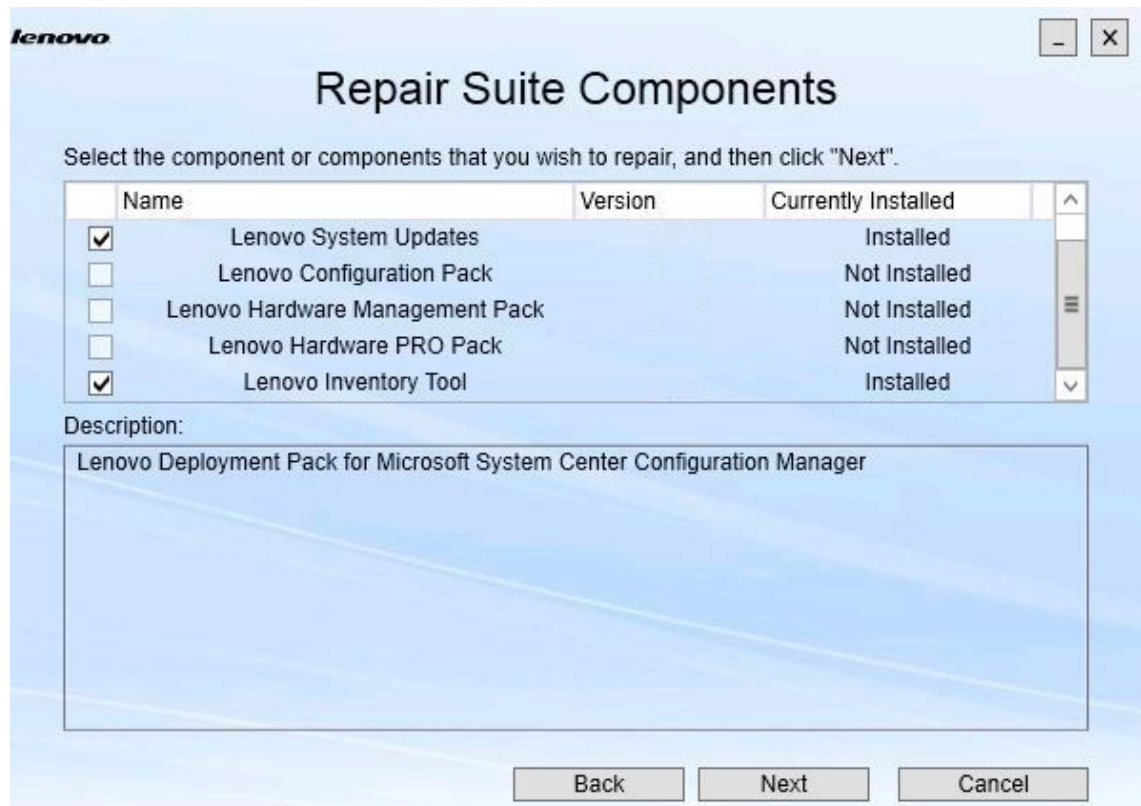 lenovo
Repair Suite Components
Select the component or components that you wish to repair, and then click "Next".
Name Version Currently Installed
Lenovo System Updates Installed
Lenovo Configuration Pack Not Installed
Lenovo Hardware Management Pack Not Installed
Lenovo Hardware PRO Pack Not Installed
Lenovo Inventory Tool Installed
Description:
Lenovo Deployment Pack for Microsoft System Center Configuration Manager
Back Next Cancel